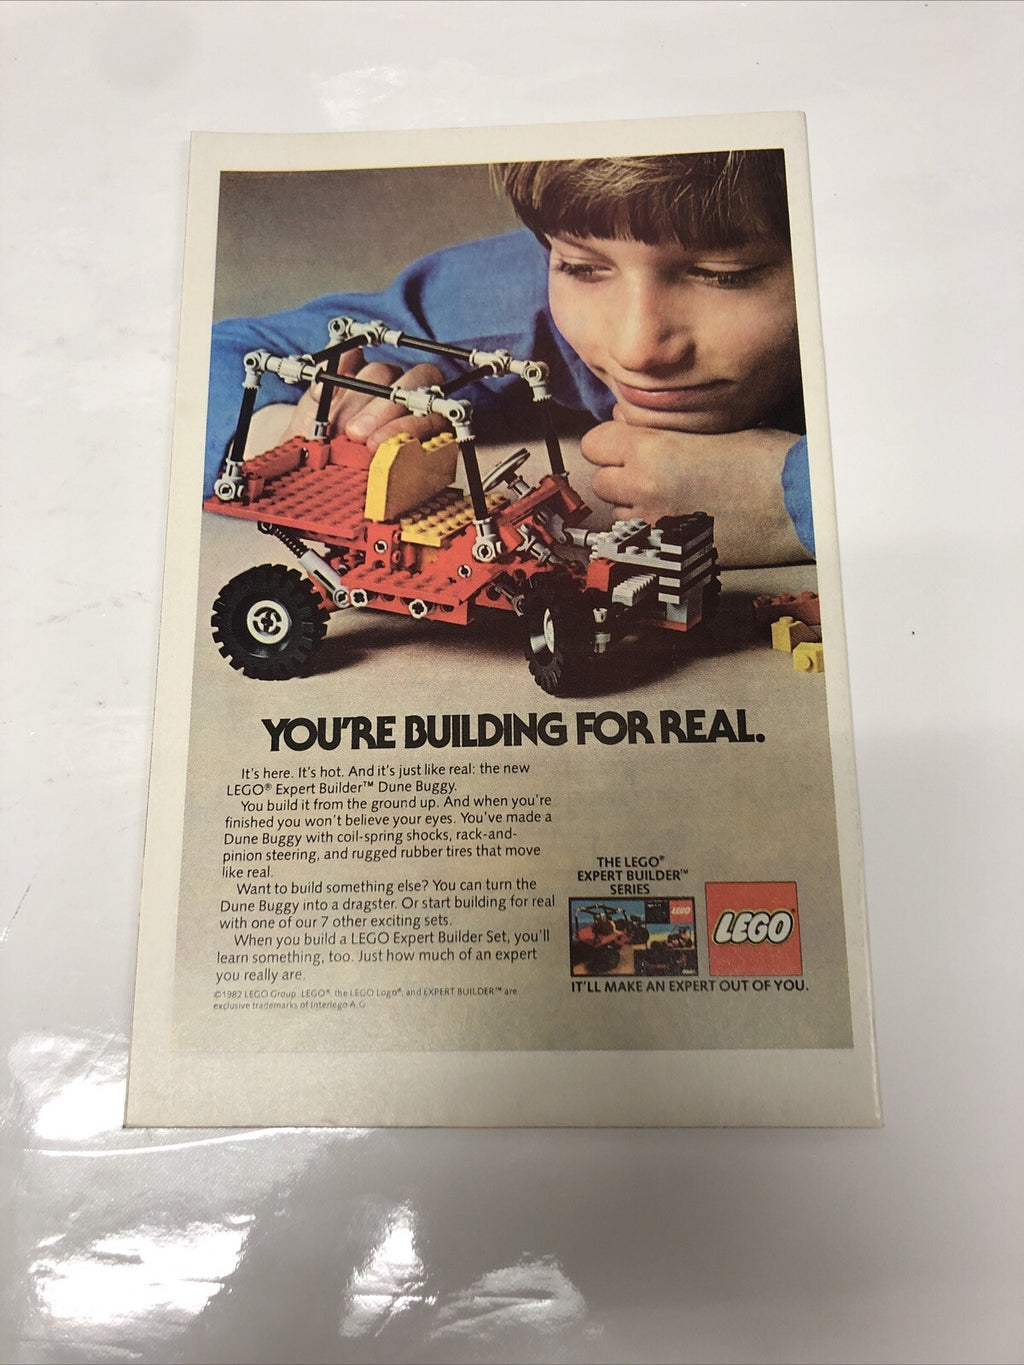 YOU'RE BUILDING FOR REAL.
It's here. It's hot. And it's just like real: the new
LEGO® Expert Builder™ Dune Buggy.
You build it from the ground up. And when you're
finished you won't believe your eyes. You've made a
Dune Buggy with coil-spring shocks, rack-and-
pinion steering, and rugged rubber tires that move
like real.
Want to build something else? You can turn the
Dune Buggy into a dragster. Or start building for real
with one of our 7 other exciting sets.
When you build a LEGO Expert Builder Set, you'll
learn something, too. Just how much of an expert
you really are.
©1982 LEGO Group. LEGO®, the LEGO Logo®, and EXPERT BUILDER™ are
exclusive trademarks of Interlego A.G.
THE LEGO®
EXPERT BUILDER™
SERIES
LEGO
LEGO®
IT'LL MAKE AN EXPERT OUT OF YOU.